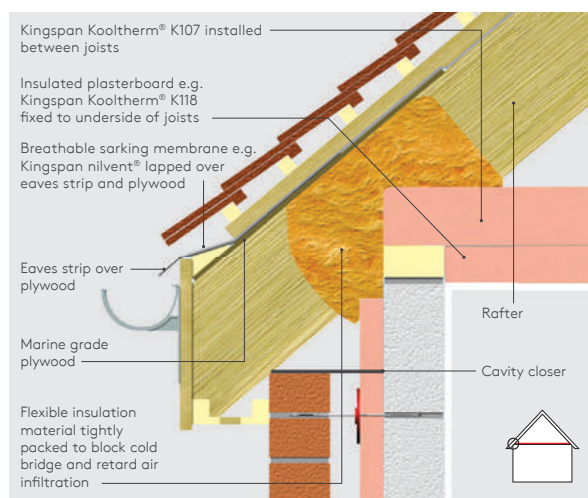 Kingspan Kooltherm® K107 installed
between joists
Insulated plasterboard e.g.
Kingspan Kooltherm® K118
fixed to underside of joists
Breathable sarking membrane e.g.
Kingspan nilvent® lapped over
eaves strip and plywood
Eaves strip over
plywood
Marine grade
plywood
Flexible insulation
material tightly
packed to block cold
bridge and retard air
infiltration
Rafter
Cavity closer